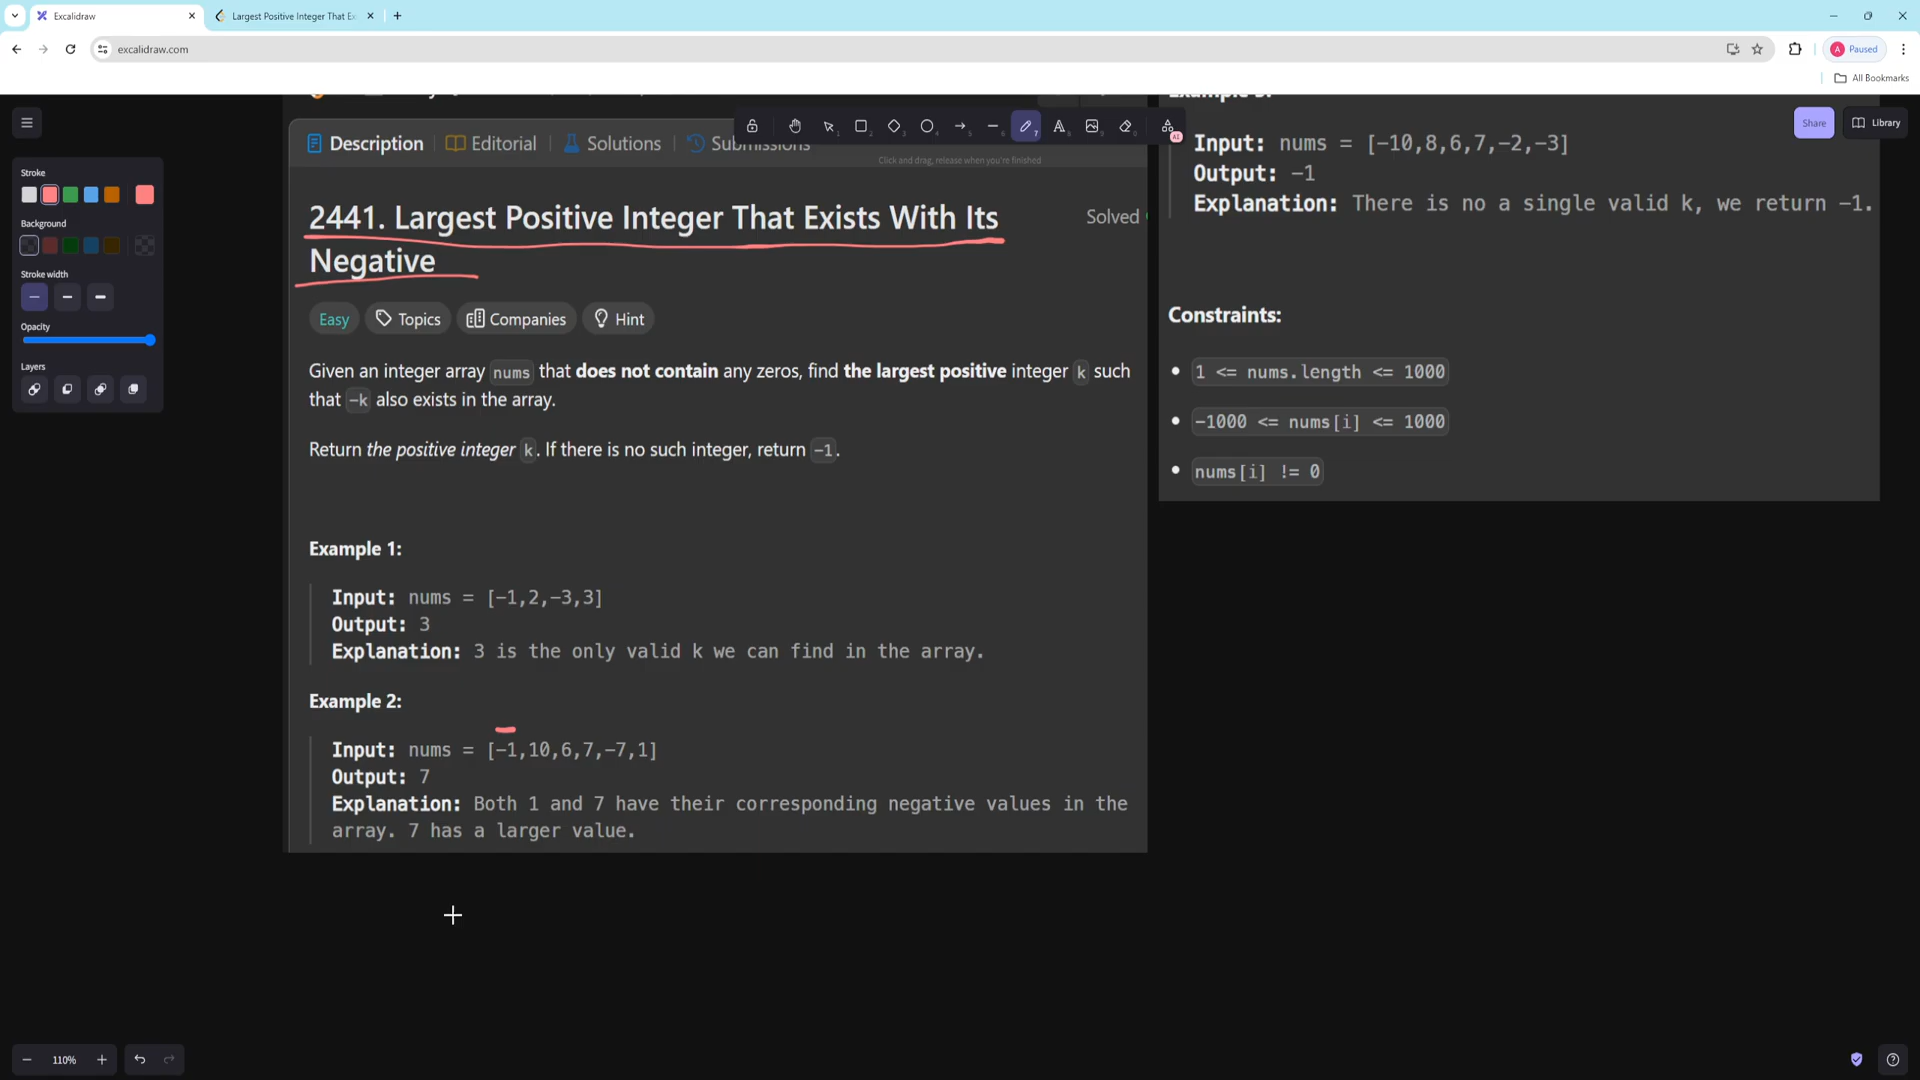 Excalidraw
Largest Positive Integer That Ex
excalidraw.com
A Paused
All Bookmarks
Description
Editorial
Solutions
Submissions
Click and drag, release when you're finished
Share
Library
Stroke
Background
Stroke width
Opacity
Layers
2441. Largest Positive Integer That Exists With Its
Negative
Solved
Easy
Topics
Companies
Hint
Given an integer array nums that does not contain any zeros, find the largest positive integer k such
that -k also exists in the array.
Return the positive integer k. If there is no such integer, return -1.
Example 1:
Input: nums = [-1,2,-3,3]
Output: 3
Explanation: 3 is the only valid k we can find in the array.
Example 2:
Input: nums = [-1,10,6,7,-7,1]
Output: 7
Explanation: Both 1 and 7 have their corresponding negative values in the
array. 7 has a larger value.
Input: nums = [-10,8,6,7,-2,-3]
Output: -1
Explanation: There is no a single valid k, we return -1.
Constraints:
1 <= nums.length <= 1000
-1000 <= nums[i] <= 1000
nums[i] != 0
110%